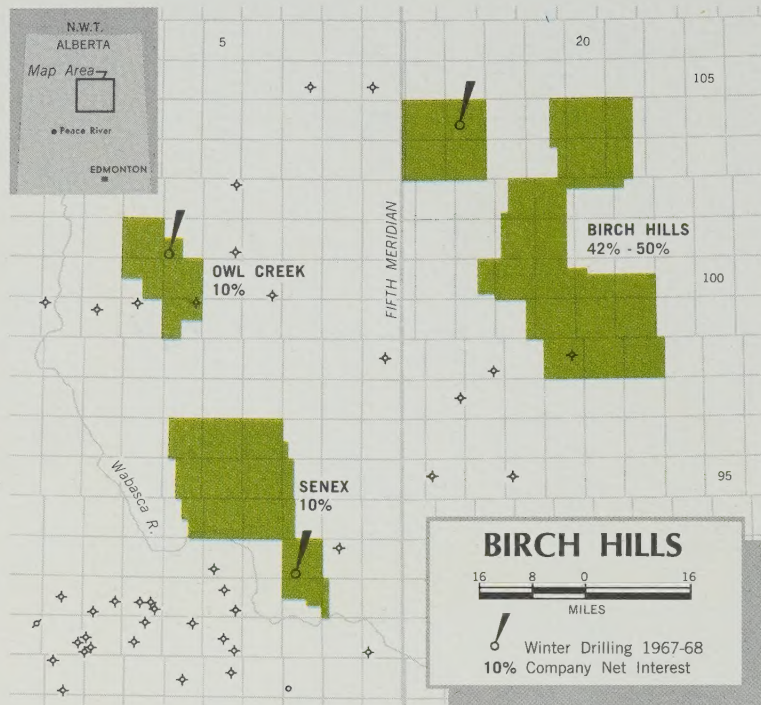 N.W.T.
ALBERTA
Map Area
Peace River
EDMONTON
5
20
105
FIFTH MERIDIAN
BIRCH HILLS
42% - 50%
OWL CREEK
10%
100
Wabasca R.
SENEX
10%
95
BIRCH HILLS
16 8 0 16
MILES
Winter Drilling 1967-68
10% Company Net Interest